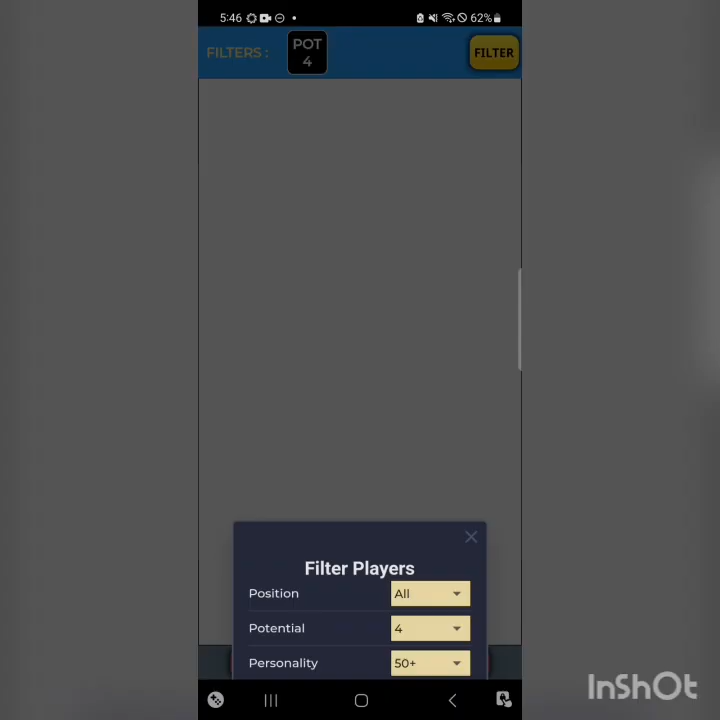 5:46
62%
FILTERS :
POT
4
FILTER
Filter Players
Position All
Potential 4
Personality 50+
InShOt